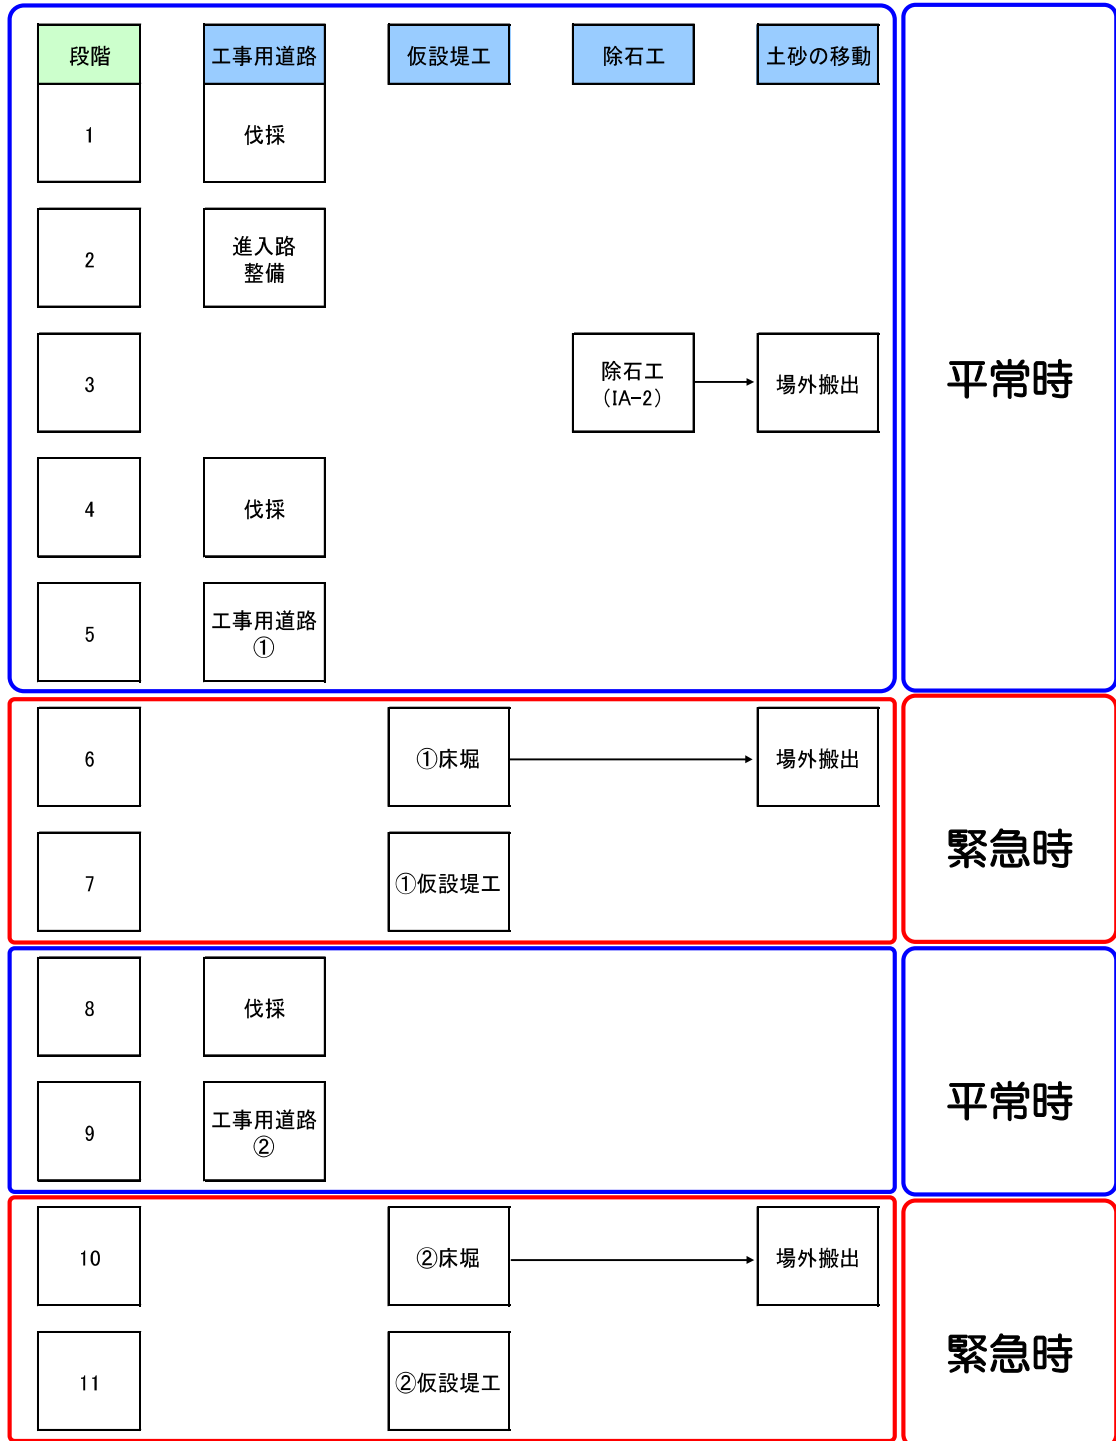 段階
工事用道路
仮設堤工
除石工
土砂の移動
1
伐採
2
進入路
整備
3
除石工
(IA-2)
場外搬出
平常時
4
伐採
5
工事用道路
①
6
①床堀
場外搬出
7
①仮設堤工
緊急時
8
伐採
9
工事用道路
②
平常時
10
②床堀
場外搬出
11
②仮設堤工
緊急時